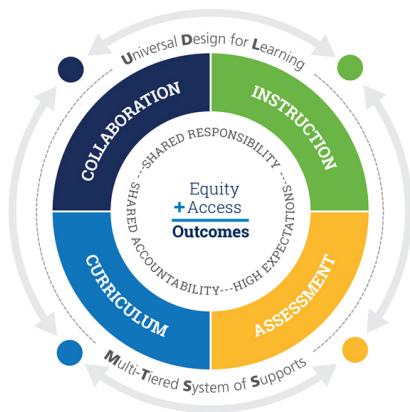 Universal Design for Learning
COLLABORATION
INSTRUCTION
SHARED RESPONSIBILITY---HIGH EXPECTATIONS---SHARED ACCOUNTABILITY---
Equity
+Access
Outcomes
CURRICULUM
ASSESSMENT
Multi-Tiered System of Supports